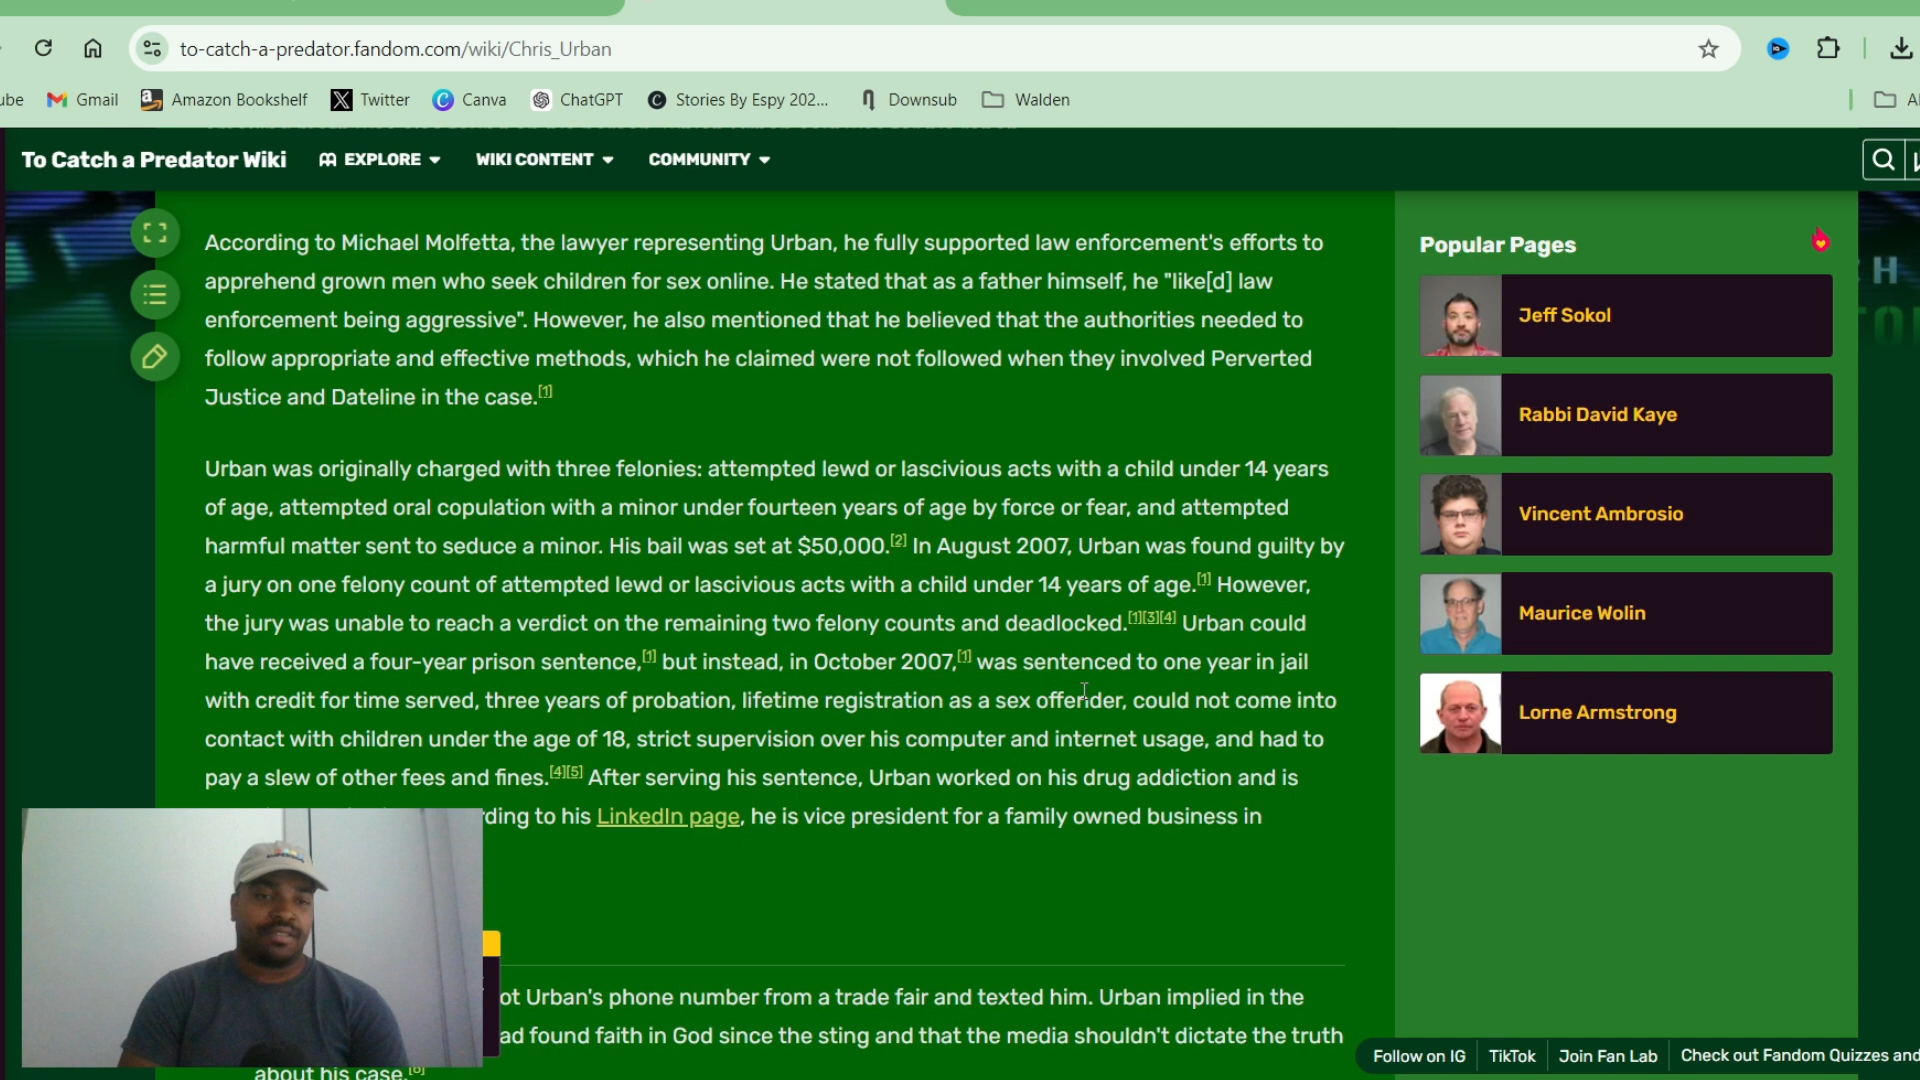 to-catch-a-predator.fandom.com/wiki/Chris_Urban
ube Gmail Amazon Bookshelf Twitter Canva ChatGPT Stories By Espy 202... Downsub Walden
To Catch a Predator Wiki EXPLORE WIKI CONTENT COMMUNITY
According to Michael Molfetta, the lawyer representing Urban, he fully supported law enforcement's efforts to
apprehend grown men who seek children for sex online. He stated that as a father himself, he "like[d] law
enforcement being aggressive". However, he also mentioned that he believed that the authorities needed to
follow appropriate and effective methods, which he claimed were not followed when they involved Perverted
Justice and Dateline in the case.[1]
Urban was originally charged with three felonies: attempted lewd or lascivious acts with a child under 14 years
of age, attempted oral copulation with a minor under fourteen years of age by force or fear, and attempted
harmful matter sent to seduce a minor. His bail was set at $50,000.[2] In August 2007, Urban was found guilty by
a jury on one felony count of attempted lewd or lascivious acts with a child under 14 years of age.[1] However,
the jury was unable to reach a verdict on the remaining two felony counts and deadlocked.[1][3][4] Urban could
have received a four-year prison sentence,[1] but instead, in October 2007,[1] was sentenced to one year in jail
with credit for time served, three years of probation, lifetime registration as a sex offender, could not come into
contact with children under the age of 18, strict supervision over his computer and internet usage, and had to
pay a slew of other fees and fines.[4][5] After serving his sentence, Urban worked on his drug addiction and is
rding to his LinkedIn page, he is vice president for a family owned business in
ot Urban's phone number from a trade fair and texted him. Urban implied in the
ad found faith in God since the sting and that the media shouldn't dictate the truth
about his case.[6]
Popular Pages
Jeff Sokol
Rabbi David Kaye
Vincent Ambrosio
Maurice Wolin
Lorne Armstrong
Follow on IG TikTok Join Fan Lab Check out Fandom Quizzes and